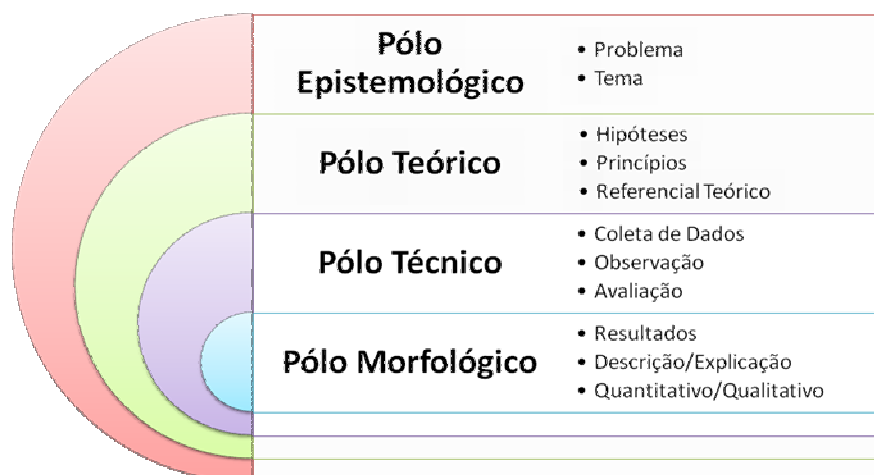 Pólo
Epistemológico
• Problema
• Tema
Pólo Teórico
• Hipóteses
• Princípios
• Referencial Teórico
Pólo Técnico
• Coleta de Dados
• Observação
• Avaliação
Pólo Morfológico
• Resultados
• Descrição/Explicação
• Quantitativo/Qualitativo